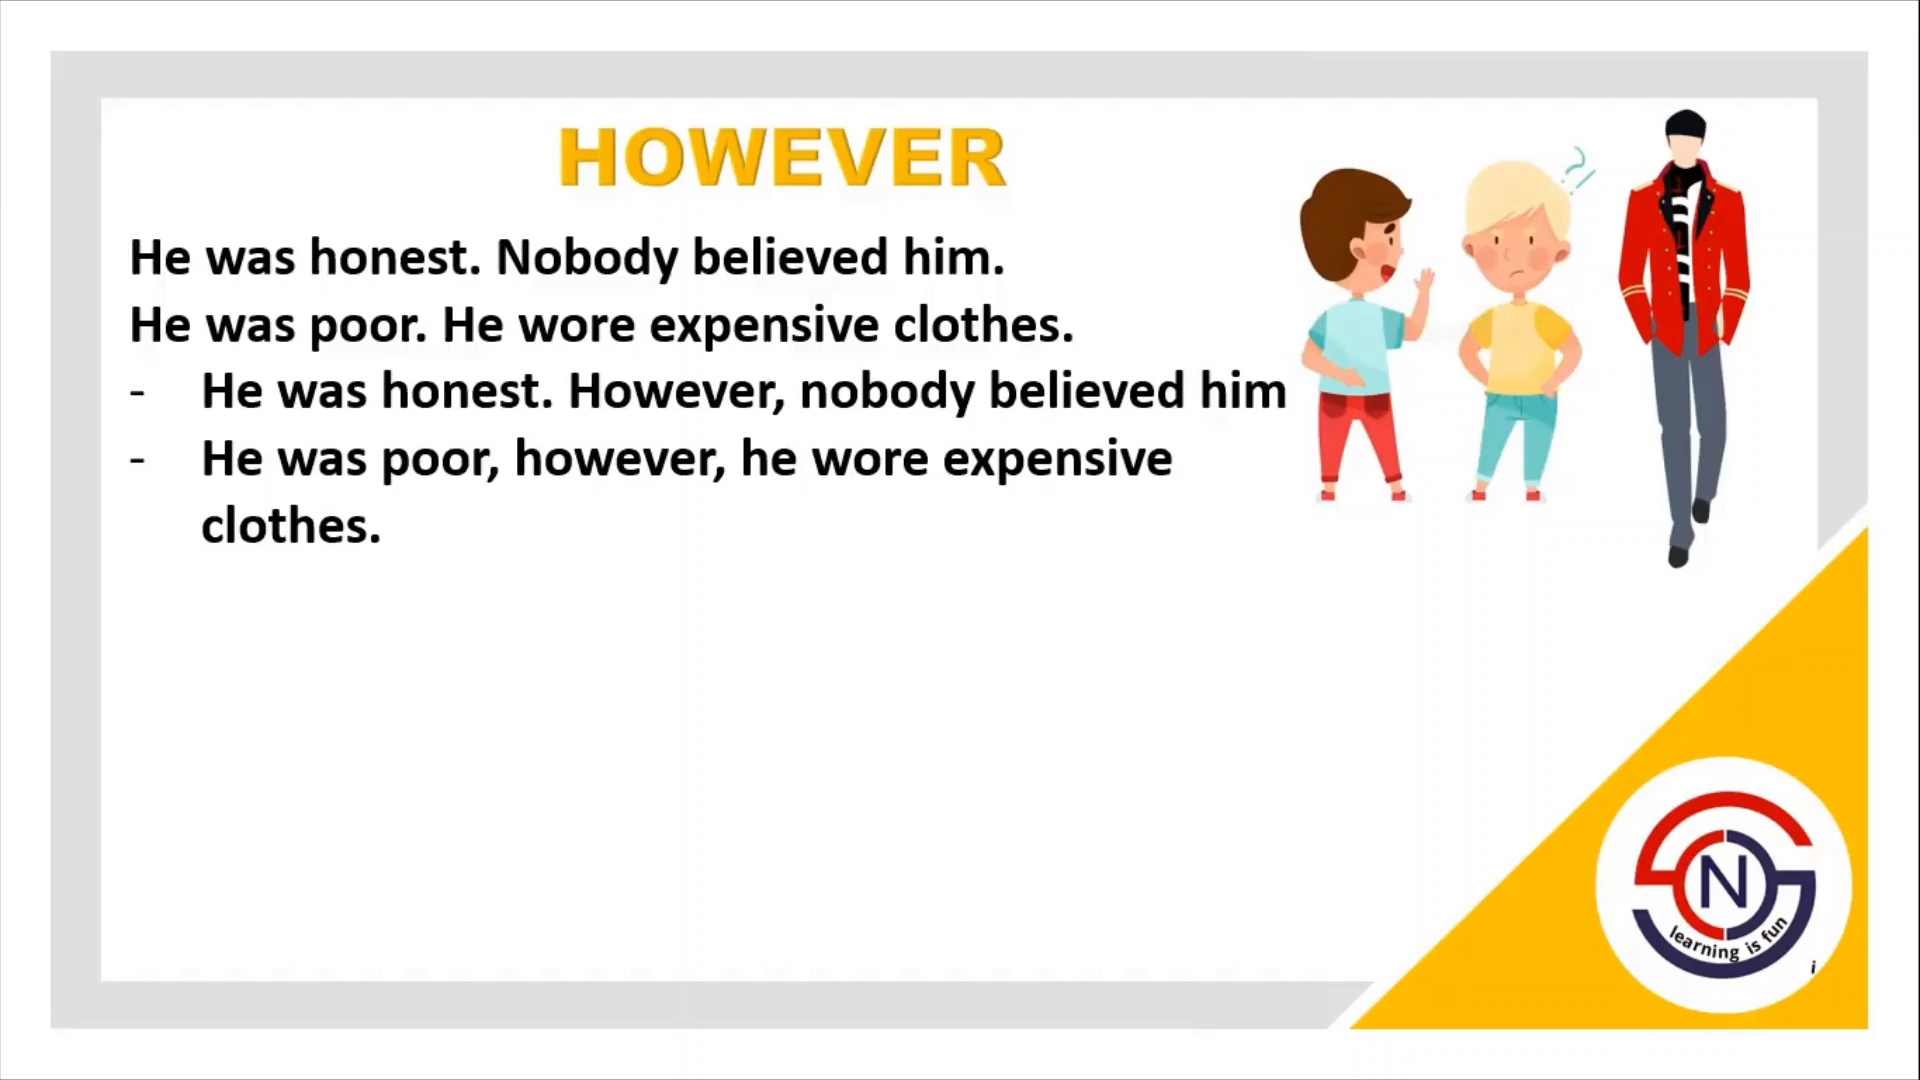 HOWEVER
He was honest. Nobody believed him.
He was poor. He wore expensive clothes.
- He was honest. However, nobody believed him
- He was poor, however, he wore expensive
clothes.
?
N
learning is fun
i